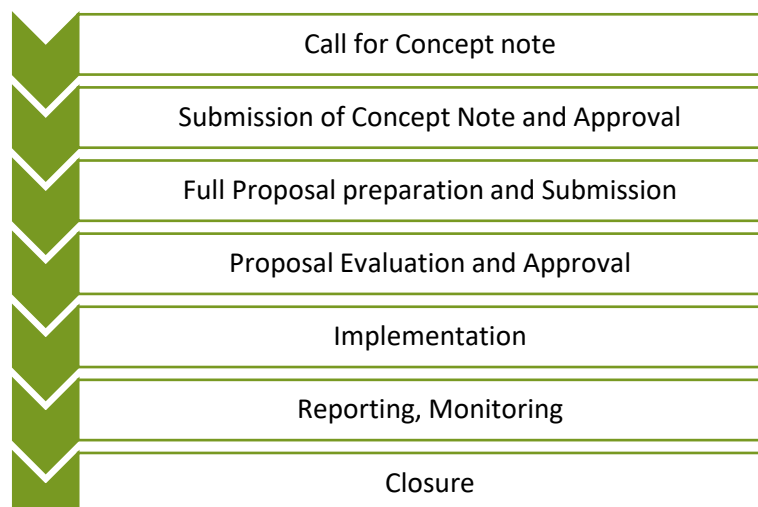 Call for Concept note
Submission of Concept Note and Approval
Full Proposal preparation and Submission
Proposal Evaluation and Approval
Implementation
Reporting, Monitoring
Closure